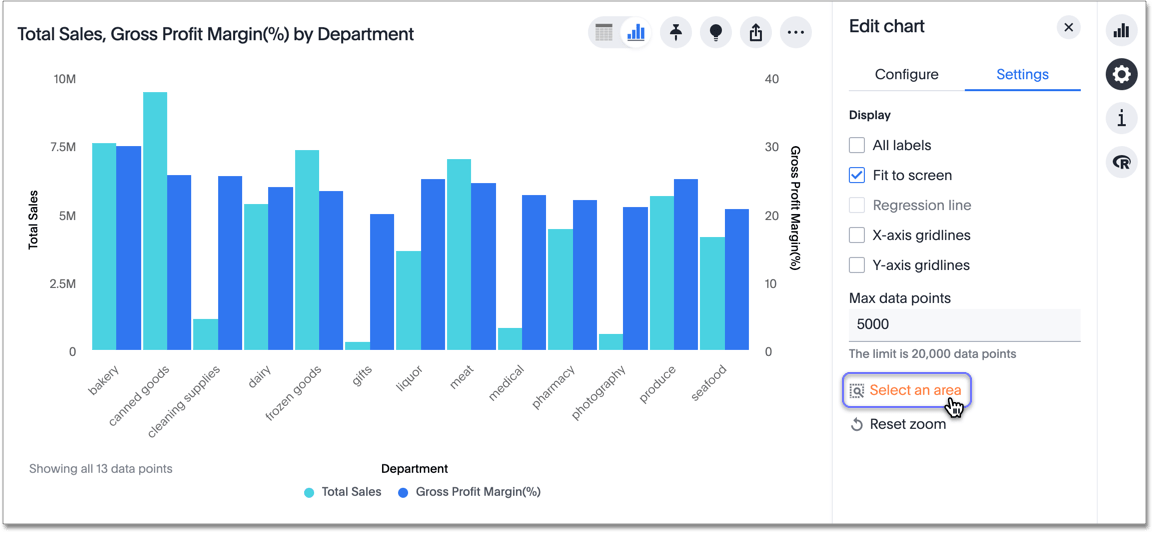 Total Sales, Gross Profit Margin(%) by Department
10M
7.5M
5M
2.5M
0
Total Sales
40
30
20
10
0
Gross Profit Margin(%)
bakery
canned goods
cleaning supplies
dairy
frozen goods
gifts
liquor
meat
medical
pharmacy
photography
produce
seafood
Showing all 13 data points
Department
Total Sales
Gross Profit Margin(%)
Edit chart
Configure
Settings
Display
All labels
Fit to screen
Regression line
X-axis gridlines
Y-axis gridlines
Max data points
5000
The limit is 20,000 data points
Select an area
Reset zoom
i
R